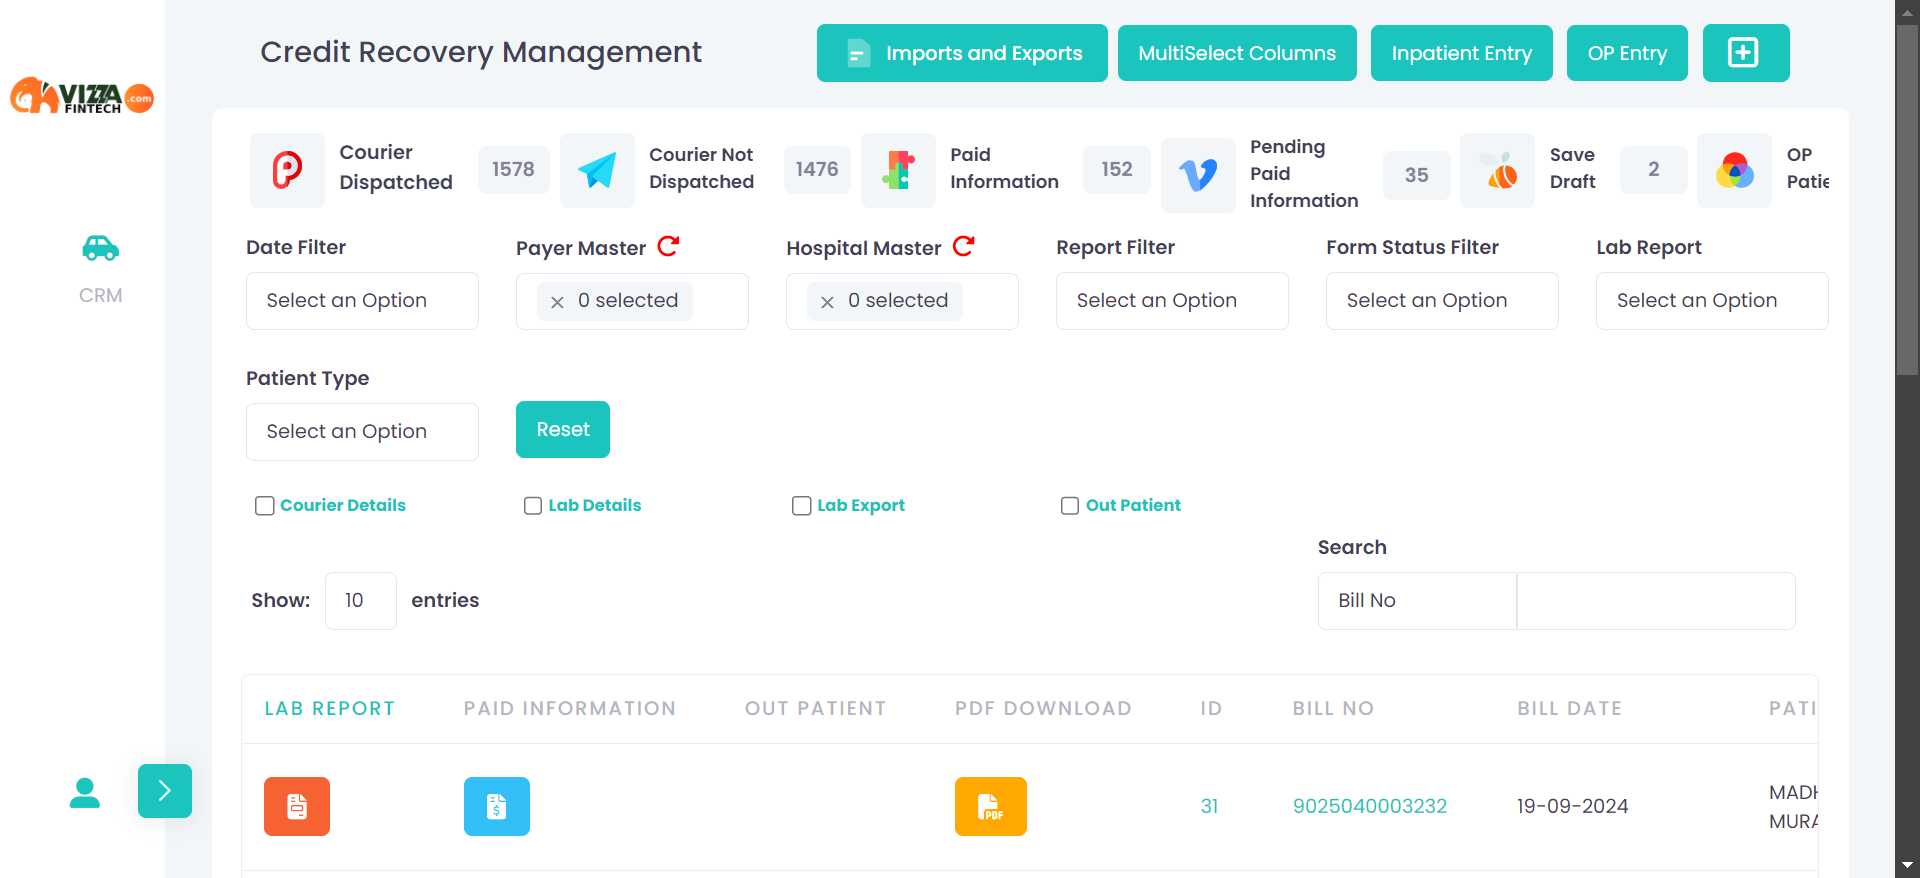 Credit Recovery Management
Imports and Exports
MultiSelect Columns
Inpatient Entry
OP Entry
VIZZA
FINTECH
.com
CRM
Courier
Dispatched
1578
Courier Not
Dispatched
1476
Paid
Information
152
Pending
Paid
Information
35
Save
Draft
2
OP
Date Filter
Payer Master
Hospital Master
Report Filter
Form Status Filter
Lab Report
Select an Option
0 selected
0 selected
Select an Option
Select an Option
Select an Option
Patient Type
Select an Option
Reset
Courier Details
Lab Details
Lab Export
Out Patient
Search
Show: 10 entries
Bill No
LAB REPORT PAID INFORMATION OUT PATIENT PDF DOWNLOAD ID BILL NO BILL DATE PATI
PDF
31 9025040003232 19-09-2024